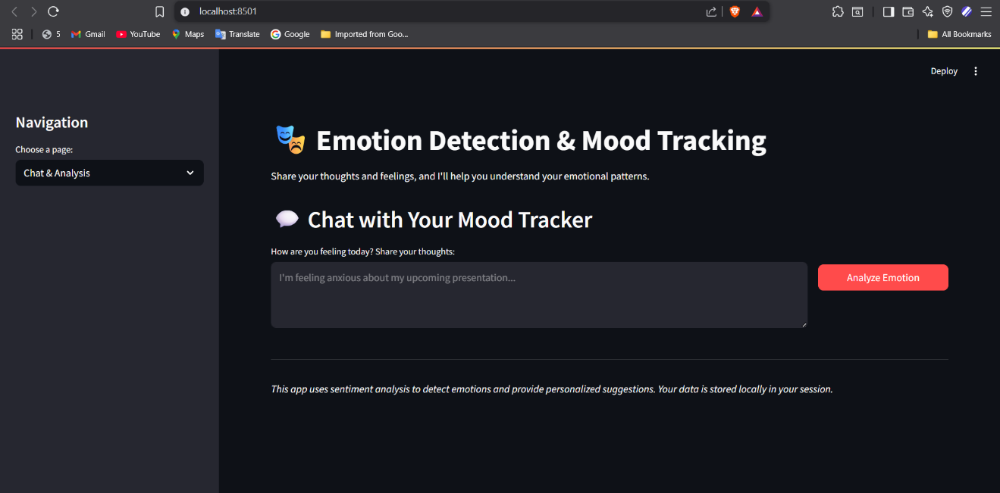 localhost:8501
5 Gmail YouTube Maps Translate Google Imported from Goo... All Bookmarks
Deploy
Navigation
Choose a page:
Chat & Analysis
Emotion Detection & Mood Tracking
Share your thoughts and feelings, and I'll help you understand your emotional patterns.
Chat with Your Mood Tracker
How are you feeling today? Share your thoughts:
I'm feeling anxious about my upcoming presentation...
Analyze Emotion
This app uses sentiment analysis to detect emotions and provide personalized suggestions. Your data is stored locally in your session.